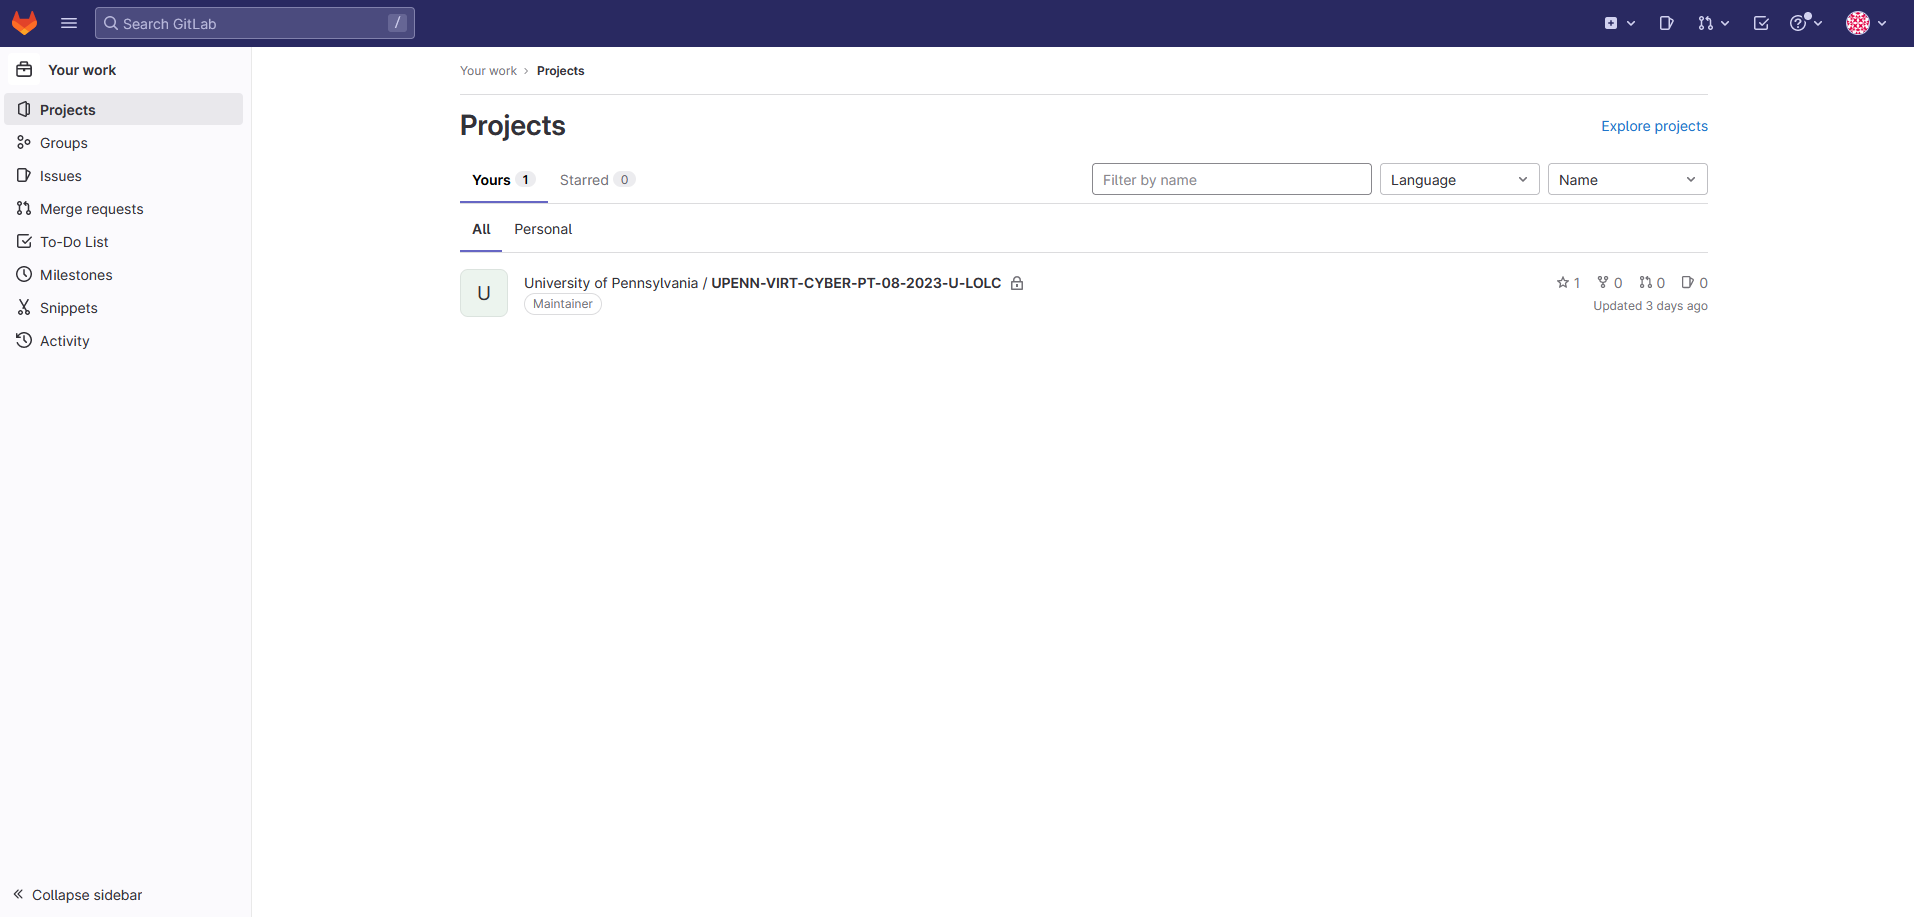 Search GitLab /
Your work
Projects
Groups
Issues
Merge requests
To-Do List
Milestones
Snippets
Activity
Collapse sidebar
Your work › Projects
Projects
Explore projects
Yours 1 Starred 0
Filter by name Language Name
All Personal
U
University of Pennsylvania / UPENN-VIRT-CYBER-PT-08-2023-U-LOLC
Maintainer
1 0 0 0
Updated 3 days ago